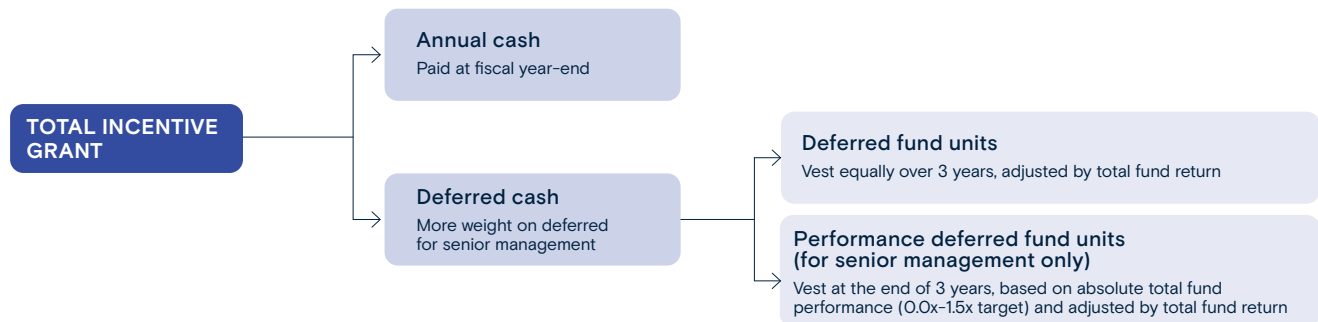 TOTAL INCENTIVE
GRANT
Annual cash
Paid at fiscal year-end
Deferred cash
More weight on deferred
for senior management
Deferred fund units
Vest equally over 3 years, adjusted by total fund return
Performance deferred fund units
(for senior management only)
Vest at the end of 3 years, based on absolute total fund
performance (0.0x-1.5x target) and adjusted by total fund return